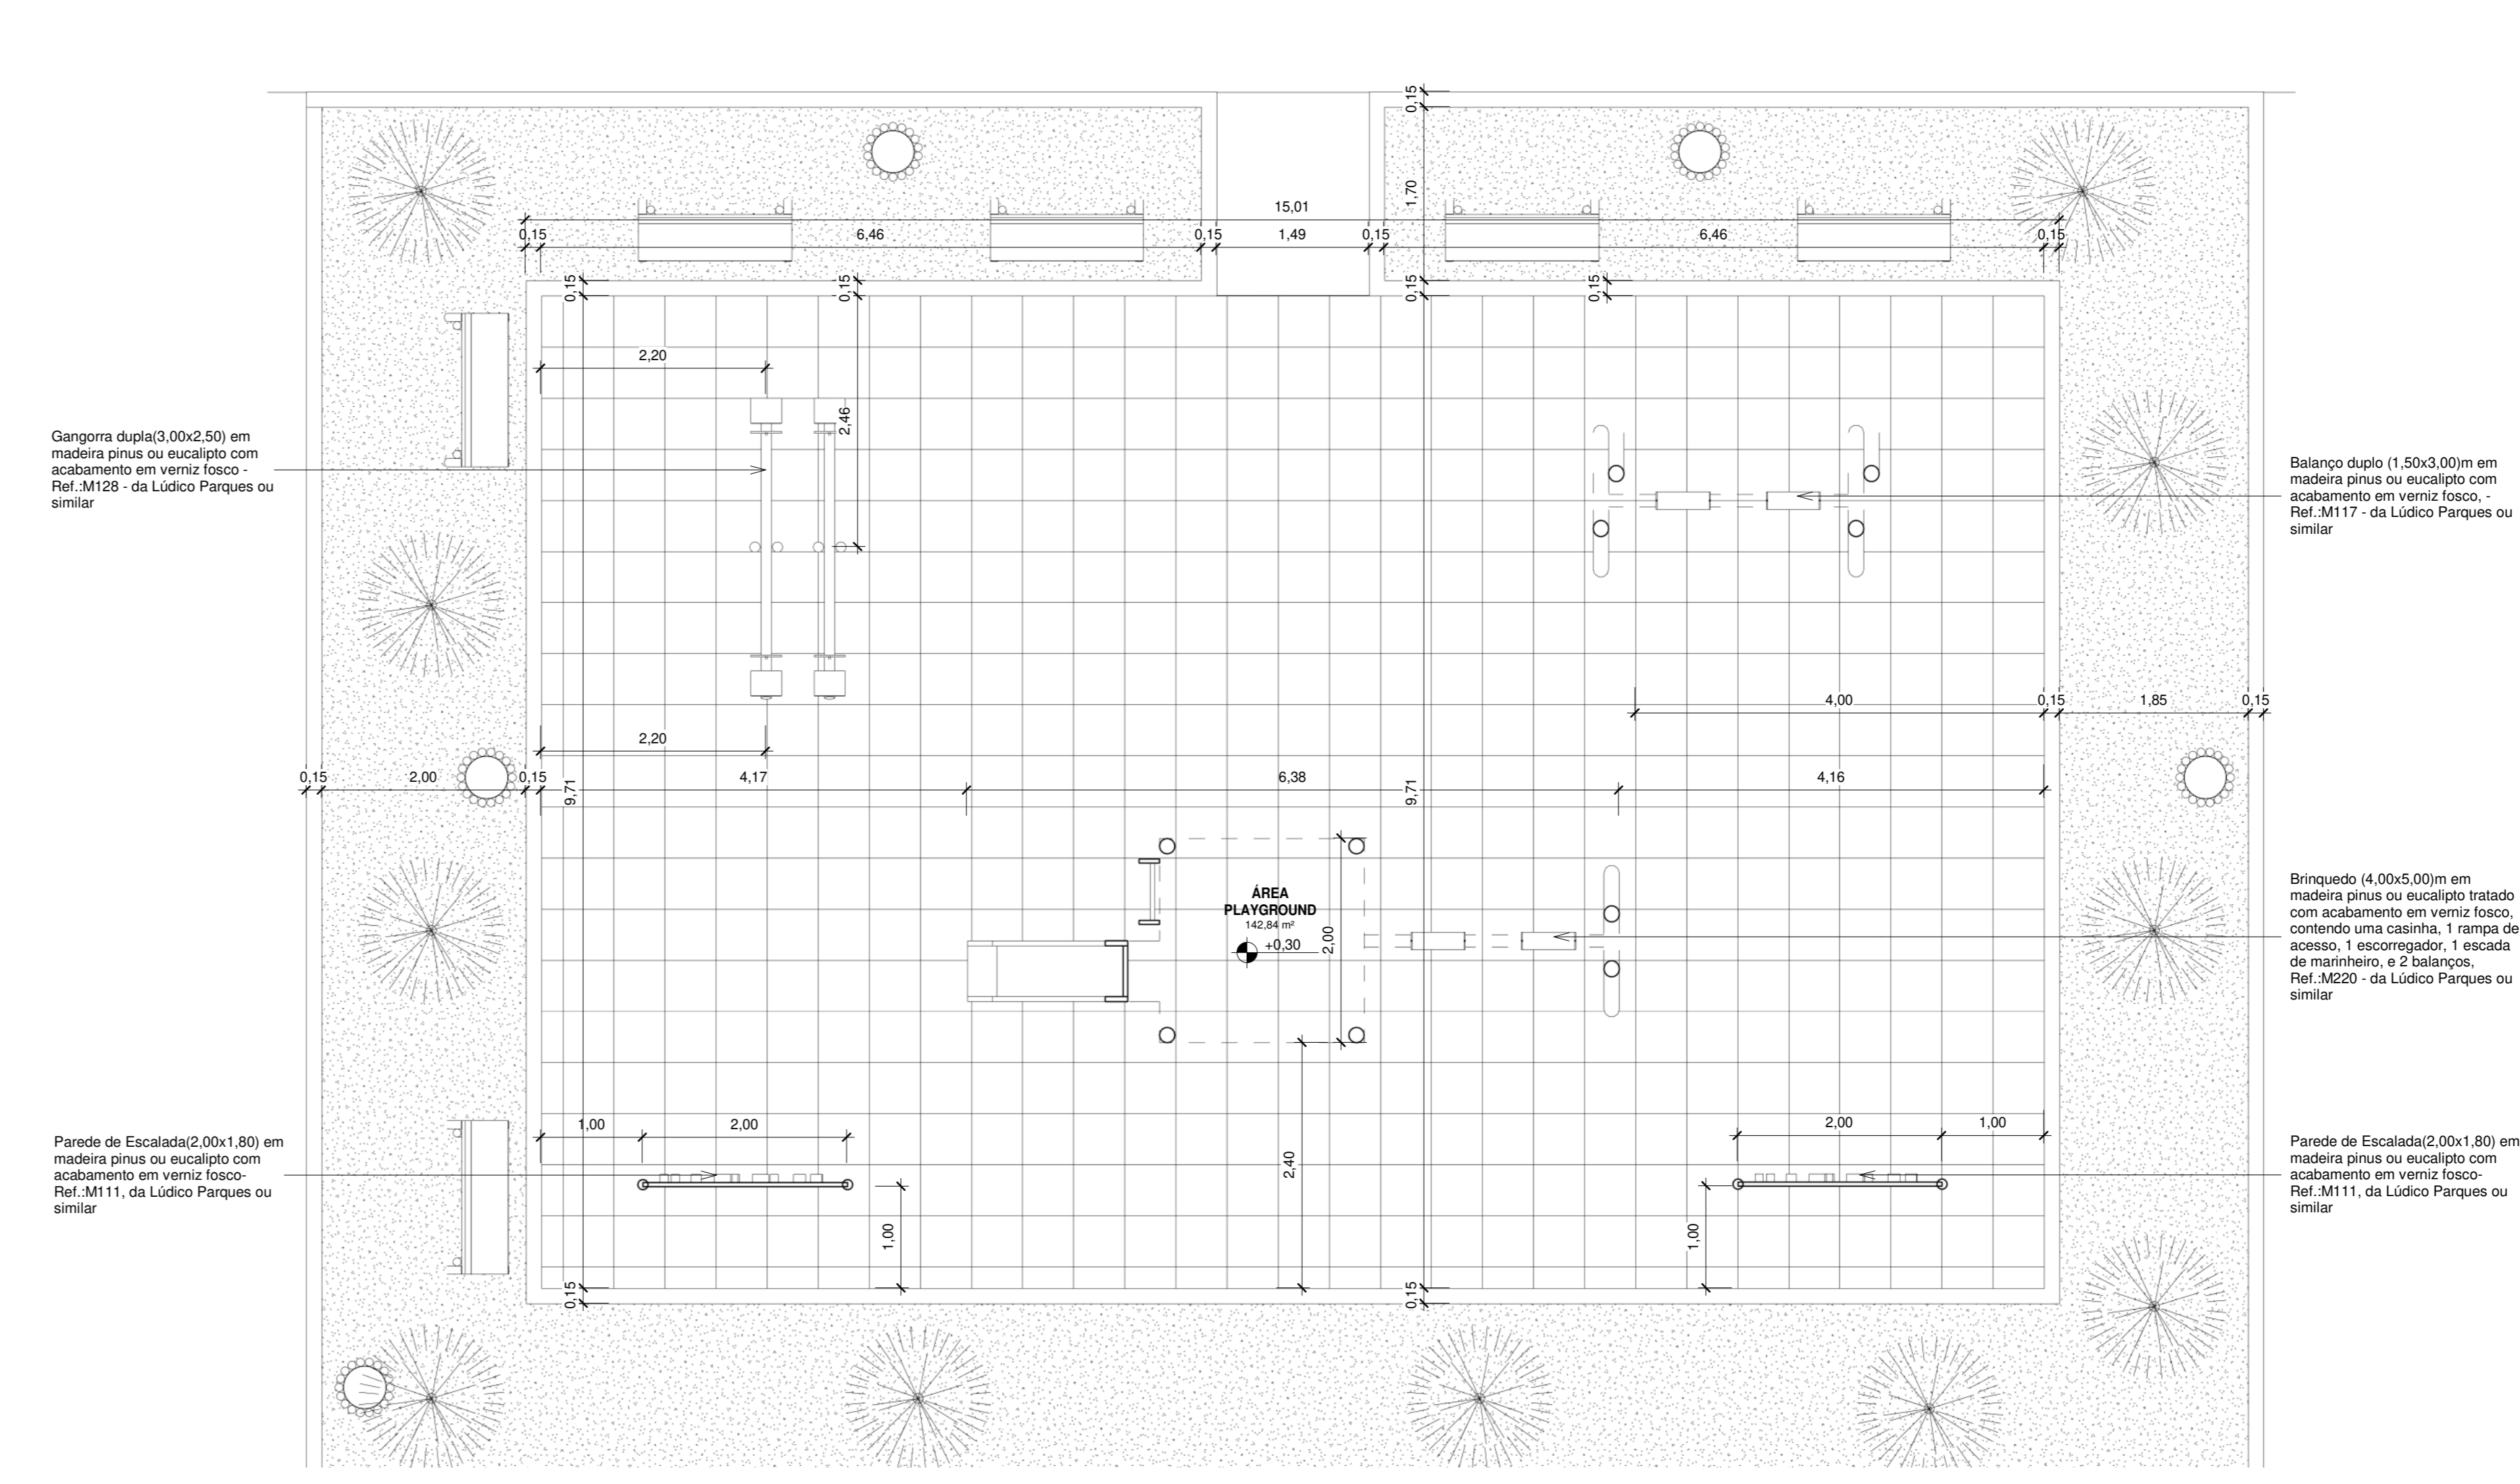 0,15
1,70
15,01
0,15
6,46
0,15
1,49
0,15
6,46
0,15
0,15
0,15
0,15
0,15
2,20
2,46
Gangorra dupla(3,00x2,50) em
madeira pinus ou eucalipto com
acabamento em verniz fosco -
Ref.:M128 - da Lúdico Parques ou
similar
Balanço duplo (1,50x3,00)m em
madeira pinus ou eucalipto com
acabamento em verniz fosco, -
Ref.:M117 - da Lúdico Parques ou
similar
4,00
0,15
1,85
0,15
2,20
0,15
2,00
0,15
9,71
4,17
6,38
9,71
4,16
ÁREA
PLAYGROUND
142,84 m²
+0,30
2,00
Brinquedo (4,00x5,00)m em
madeira pinus ou eucalipto tratado
com acabamento em verniz fosco,
contendo uma casinha, 1 rampa de
acesso, 1 escorregador, 1 escada
de marinheiro, e 2 balanços,
Ref.:M220 - da Lúdico Parques ou
similar
1,00
2,00
2,00
1,00
Parede de Escalada(2,00x1,80) em
madeira pinus ou eucalipto com
acabamento em verniz fosco-
Ref.:M111, da Lúdico Parques ou
similar
2,40
Parede de Escalada(2,00x1,80) em
madeira pinus ou eucalipto com
acabamento em verniz fosco-
Ref.:M111, da Lúdico Parques ou
similar
1,00
1,00
0,15
0,15